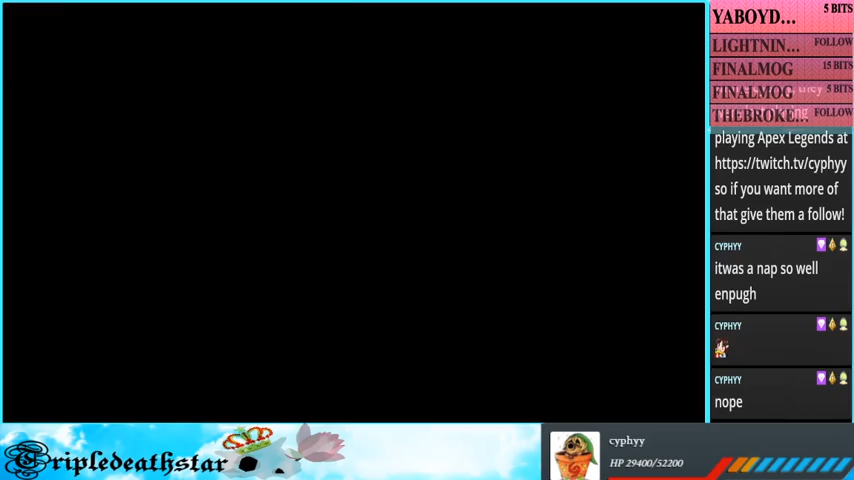 YABOYD... 5 BITS
LIGHTNIN... FOLLOW
FINALMOG 15 BITS
FINALMOG 5 BITS
THEBROKE... FOLLOW
playing Apex Legends at
https://twitch.tv/cyphyy
so if you want more of
that give them a follow!
CYPHYY
itwas a nap so well
enpugh
CYPHYY
CYPHYY
nope
Tripledeathstar
cyphyy
HP 29400/52200